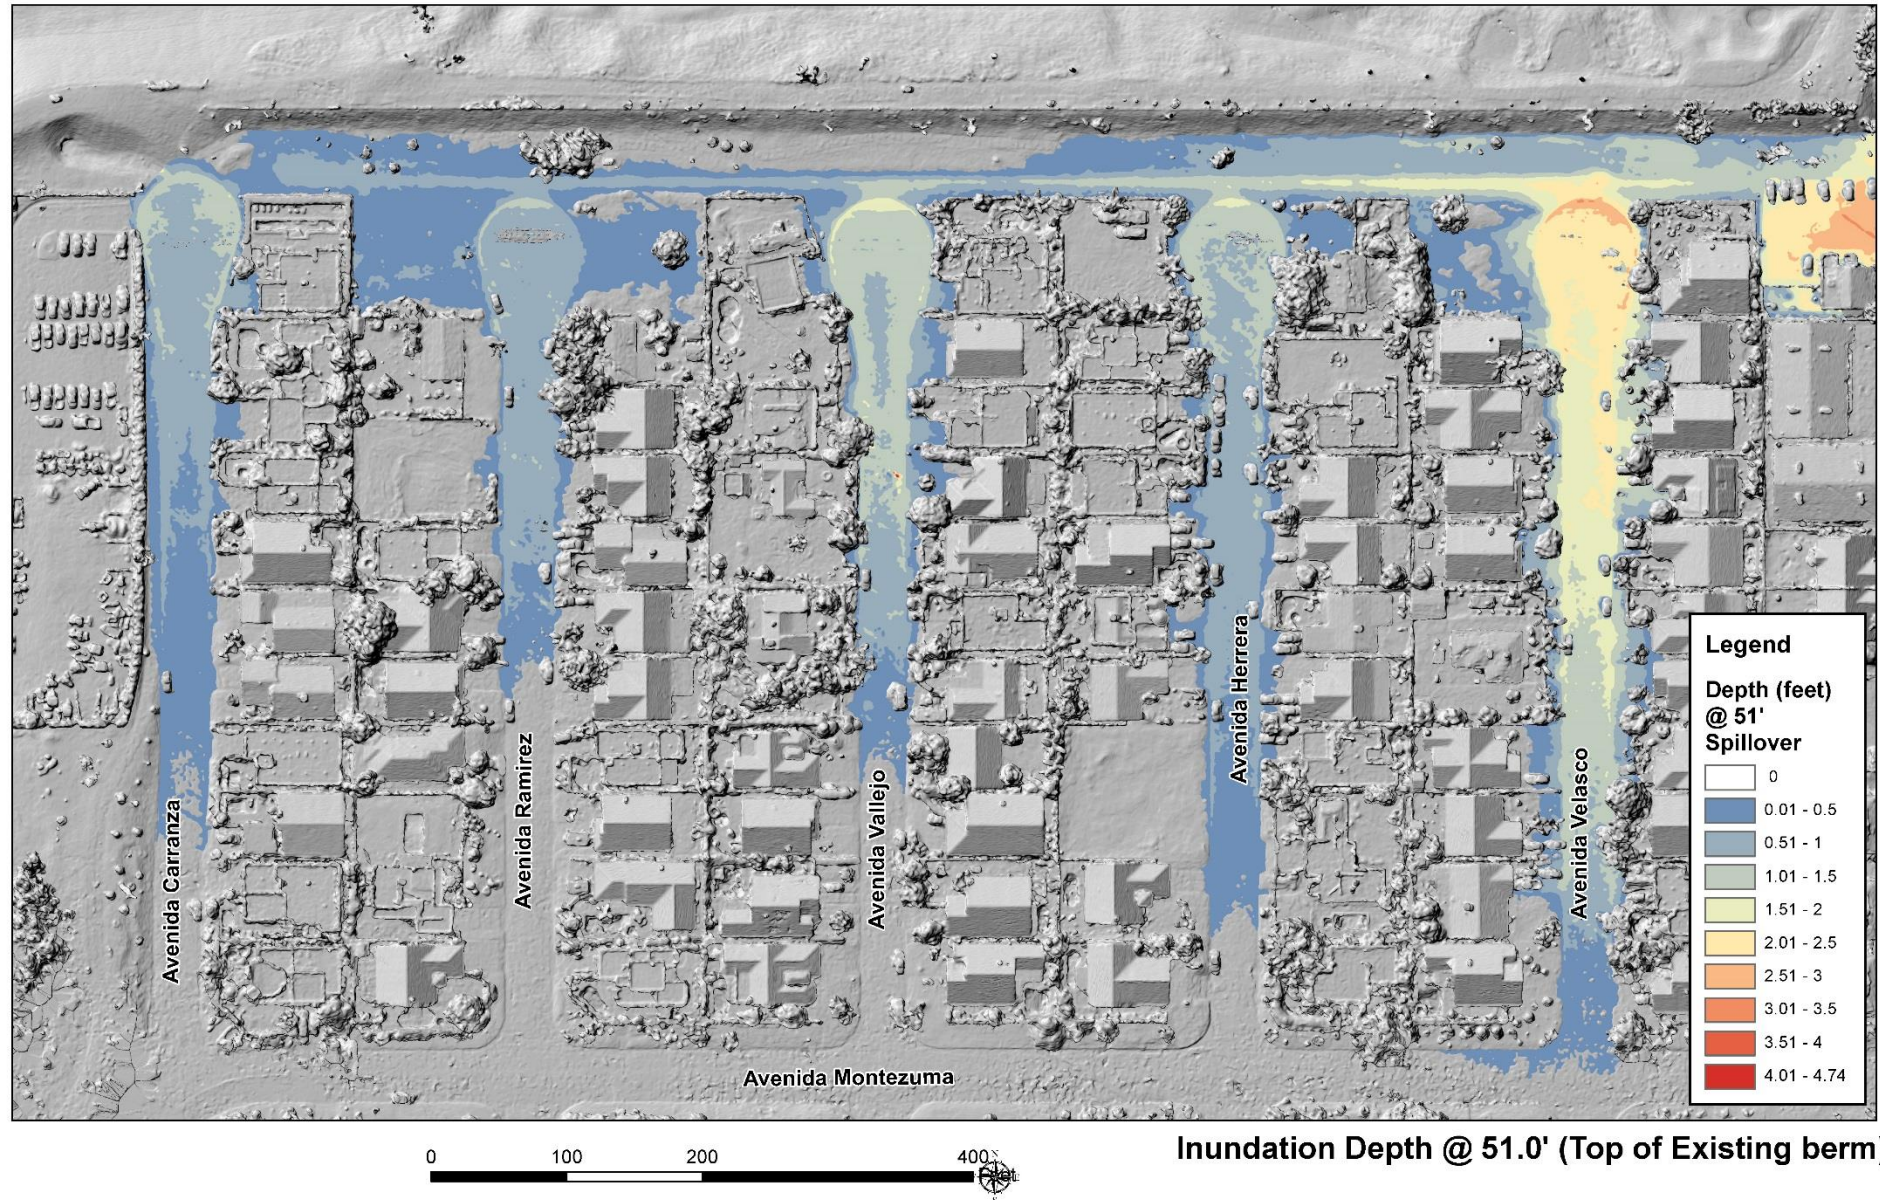 Avenida Carranza
Avenida Ramirez
Avenida Vallejo
Avenida Herrera
Avenida Velasco
Avenida Montezuma
Legend
Depth (feet)
@ 51'
Spillover
0
0.01 - 0.5
0.51 - 1
1.01 - 1.5
1.51 - 2
2.01 - 2.5
2.51 - 3
3.01 - 3.5
3.51 - 4
4.01 - 4.74
Inundation Depth @ 51.0' (Top of Existing berm)
0 100 200 400